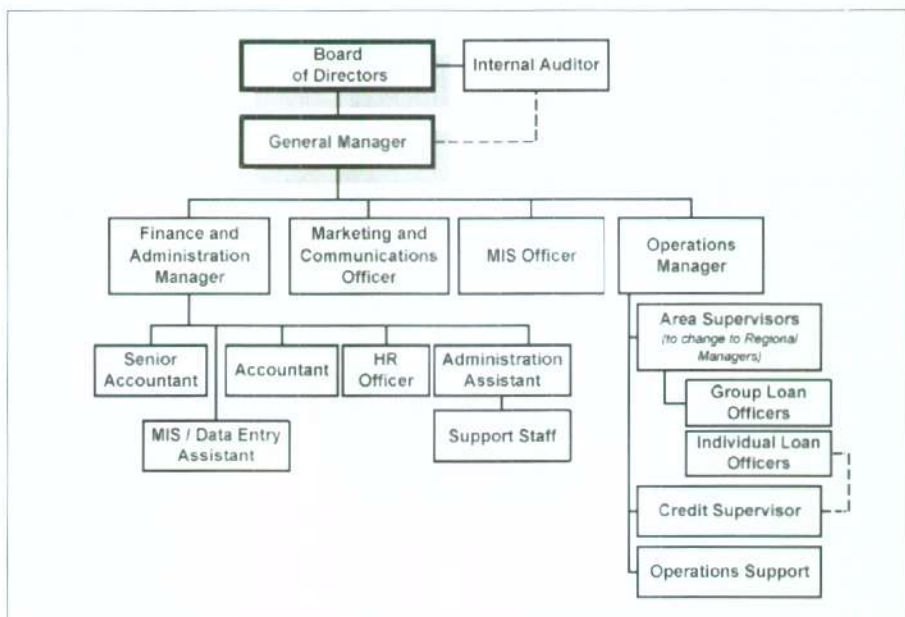 Board
of Directors
Internal Auditor
General Manager
Finance and
Administration
Manager
Marketing and
Communications
Officer
MIS Officer
Operations
Manager
Senior
Accountant
Accountant
HR
Officer
Administration
Assistant
MIS / Data Entry
Assistant
Support Staff
Area Supervisors
(to change to Regional
Managers)
Group Loan
Officers
Individual Loan
Officers
Credit Supervisor
Operations Support